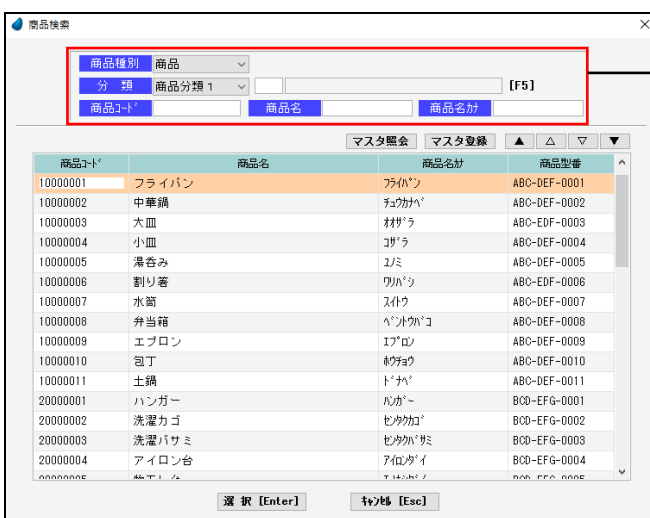 商品検索
商品種別 商品
分 類 商品分類1 [F5]
商品ｺｰﾄﾞ 商品名 商品名ｶﾅ
マスタ照会 マスタ登録 ▲ △ ▽ ▼
商品ｺｰﾄﾞ 商品名 商品名ｶﾅ 商品型番
10000001 フライパン ﾌﾗｲﾊﾟﾝ ABC-DEF-0001
10000002 中華鍋 ﾁｭｳｶﾅﾍﾞ ABC-DEF-0002
10000003 大皿 ｵｵｻﾞﾗ ABC-EDF-0003
10000004 小皿 ｺｻﾞﾗ ABC-DEF-0004
10000005 湯呑み ﾕﾉﾐ ABC-DEF-0005
10000006 割り箸 ﾜﾘﾊﾞｼ ABC-EDF-0006
10000007 水筒 ｽｲﾄｳ ABC-DEF-0007
10000008 弁当箱 ﾍﾞﾝﾄｳﾊﾞｺ ABC-DEF-0008
10000009 エプロン ｴﾌﾟﾛﾝ ABC-DEF-0009
10000010 包丁 ﾎｳﾁｮｳ ABC-DEF-0010
10000011 土鍋 ﾄﾞﾅﾍﾞ ABC-DEF-0011
20000001 ハンガー ﾊﾝｶﾞｰ BCD-EFG-0001
20000002 洗濯カゴ ｾﾝﾀｸｶｺﾞ BCD-EFG-0002
20000003 洗濯バサミ ｾﾝﾀｸﾊﾞｻﾐ BCD-EFG-0003
20000004 アイロン台 ｱｲﾛﾝﾀﾞｲ BCD-EFG-0004
選 択 [Enter] ｷｬﾝｾﾙ [Esc]